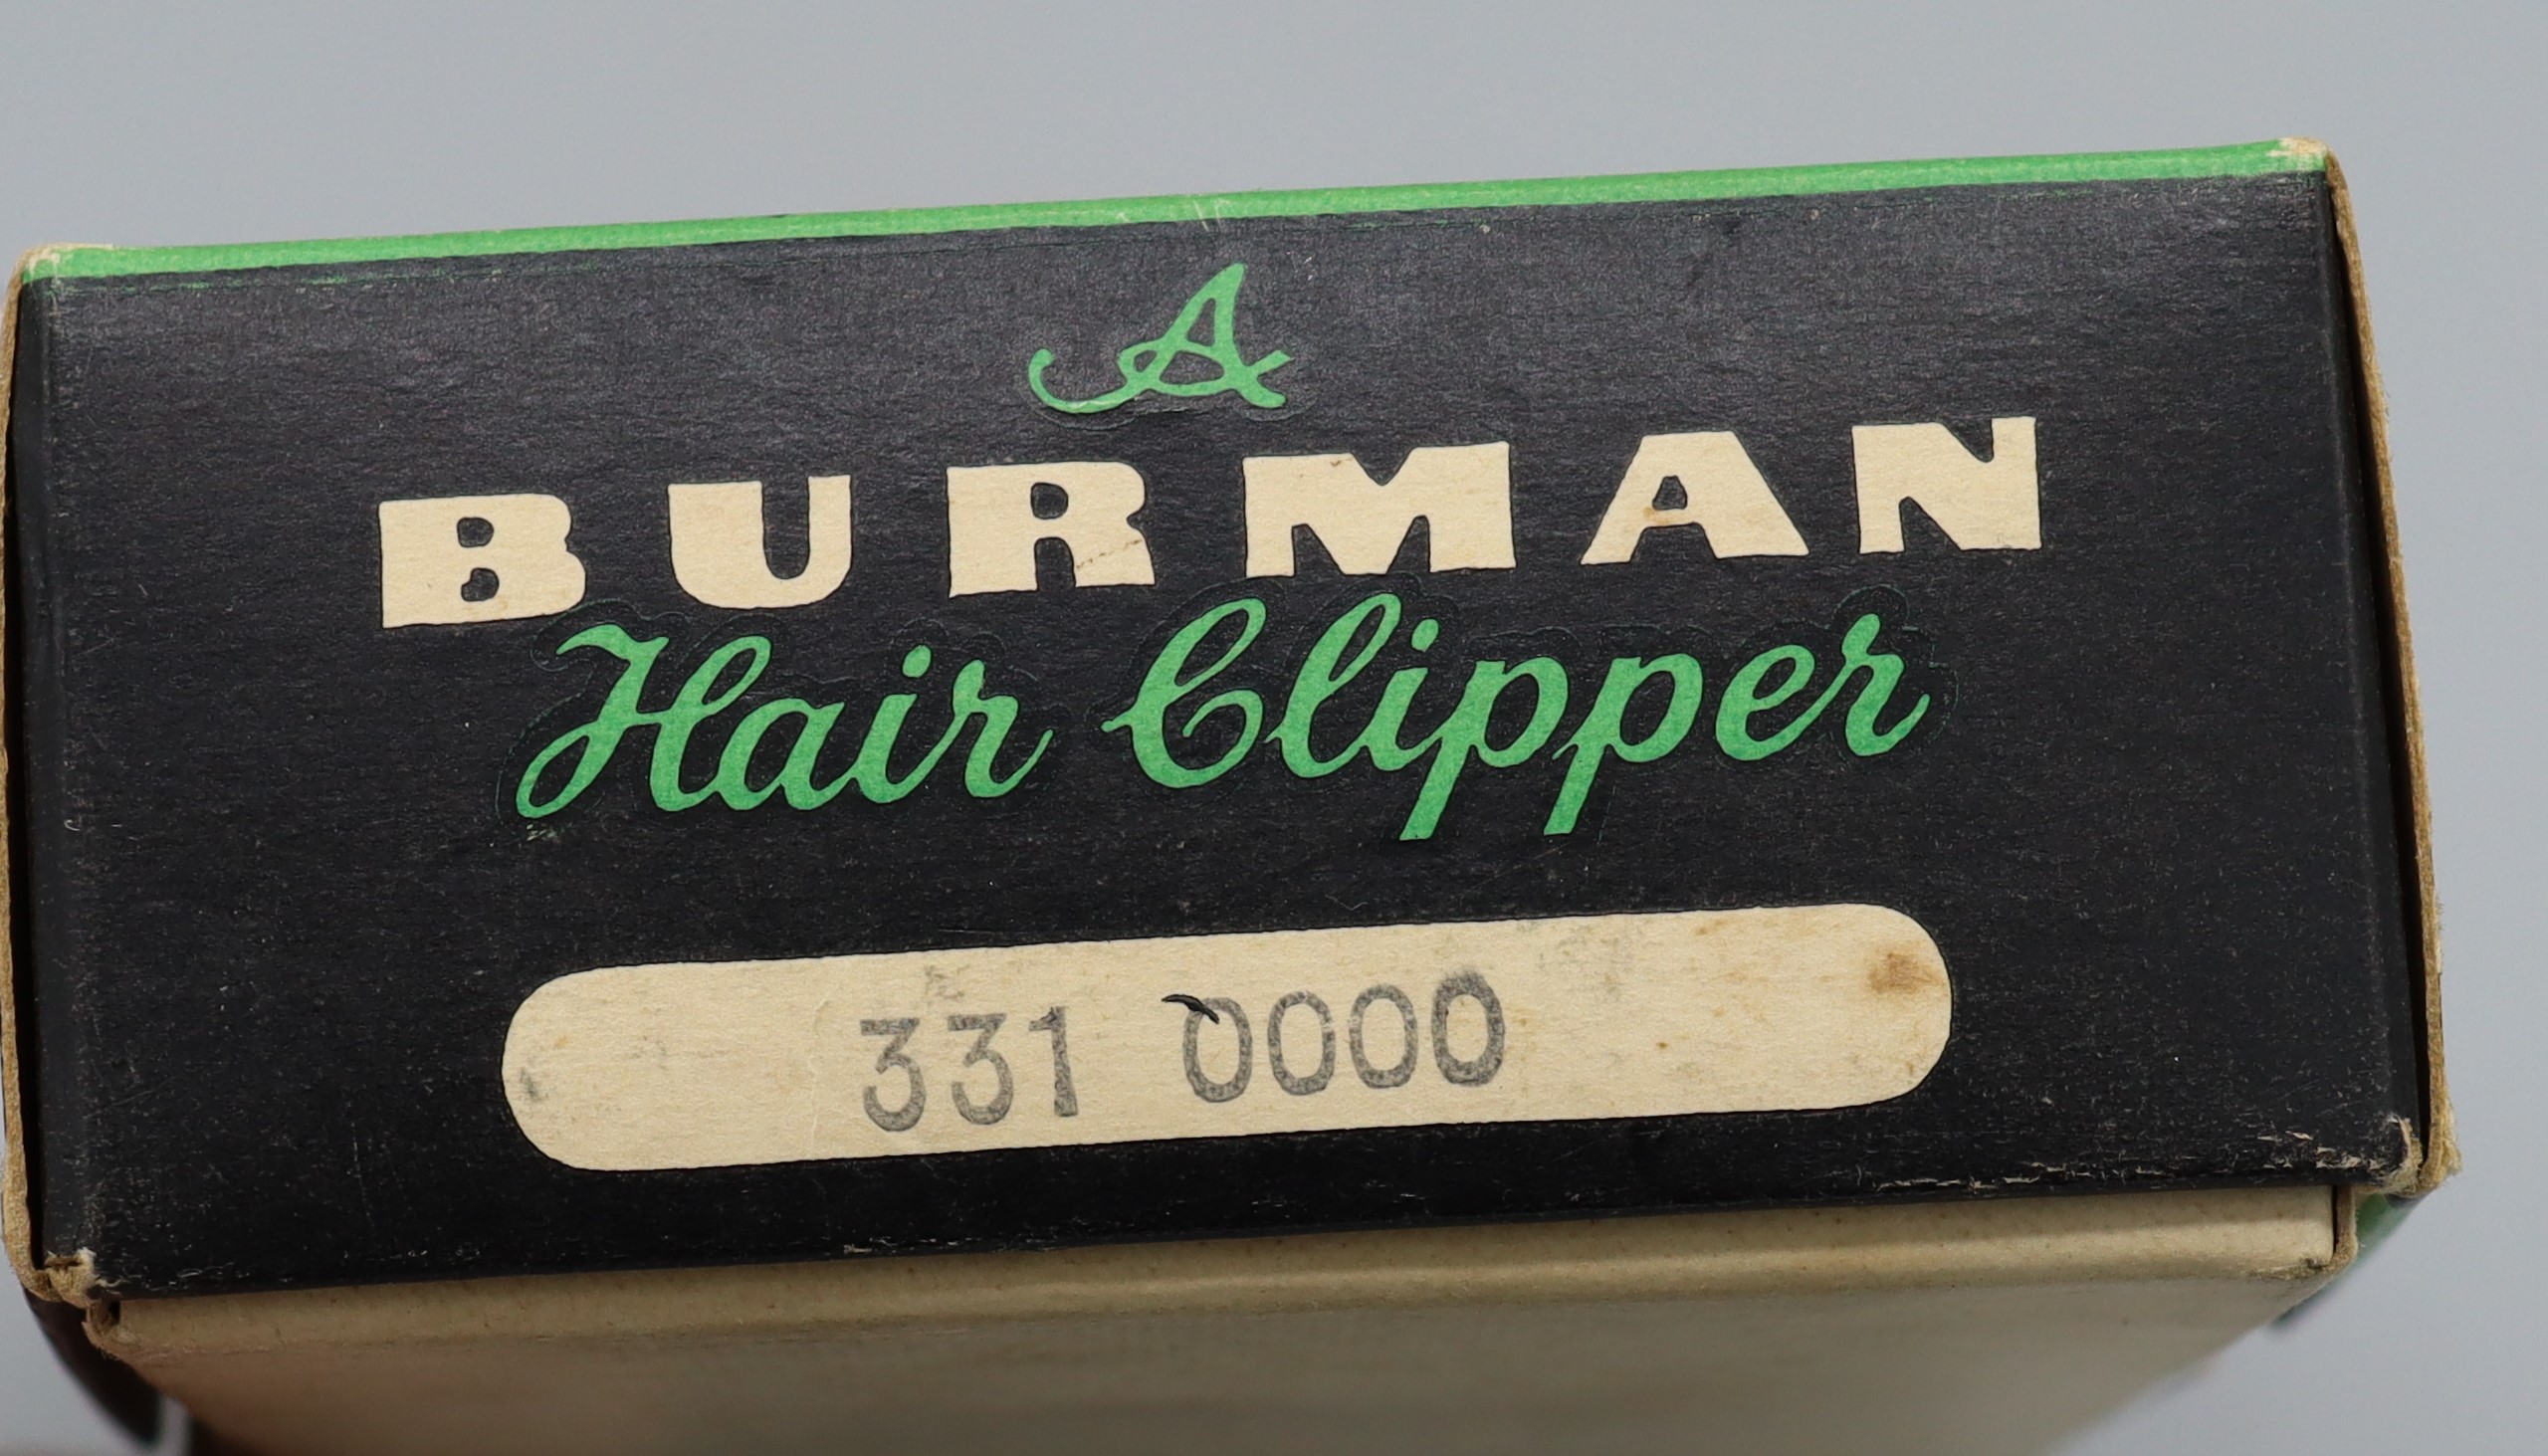 A
BURMAN
Hair Clipper
331 0000